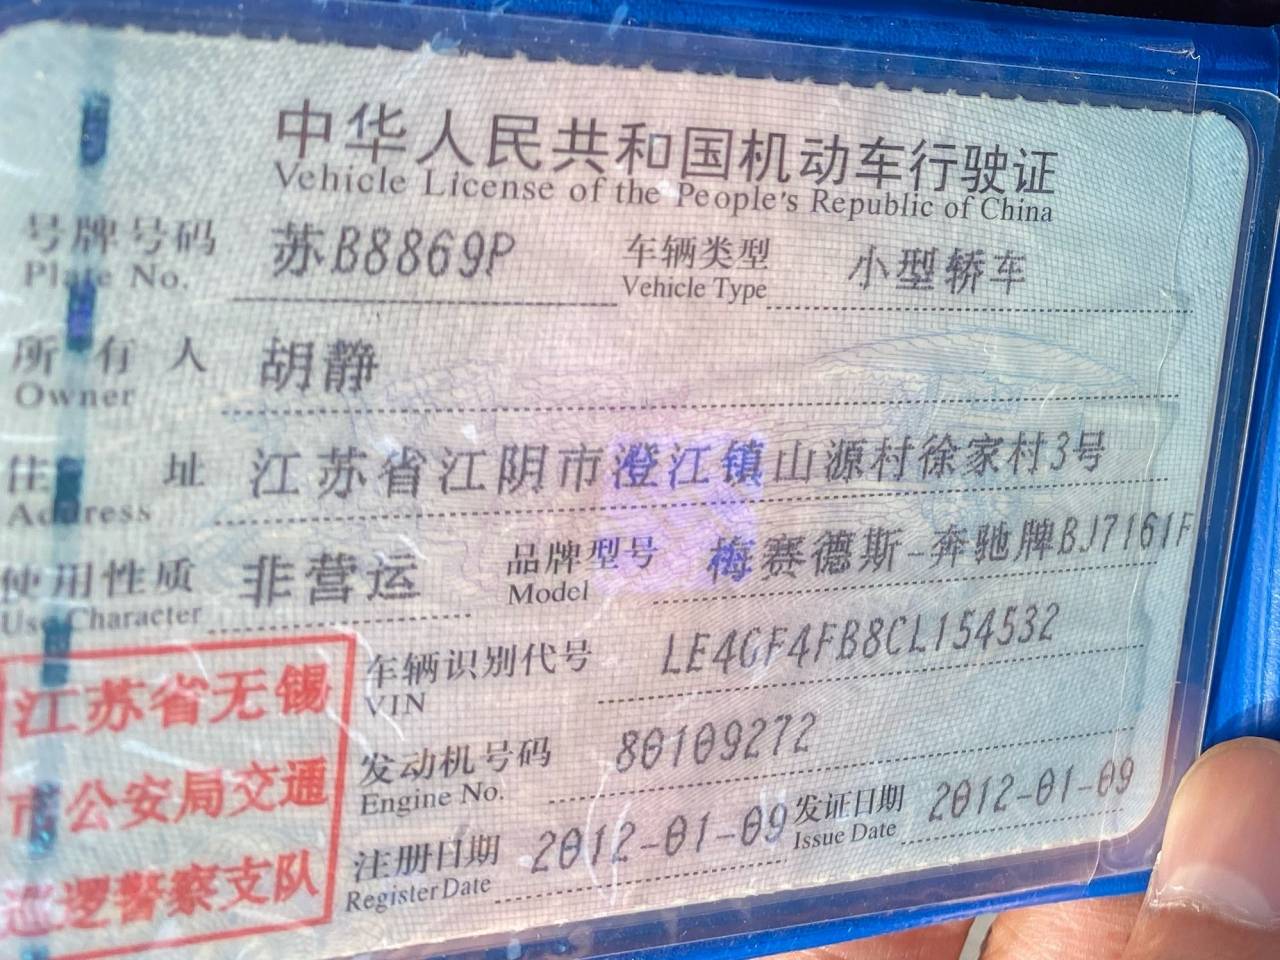 中华人民共和国机动车行驶证
Vehicle License of the People's Republic of China
号牌号码 苏B8869P 车辆类型 小型轿车
Plate No. Vehicle Type
所有人 胡静
Owner
住址 江苏省江阴市澄江镇山源村徐家村3号
Address
使用性质 非营运 品牌型号 梅赛德斯-奔驰牌BJ7161F
Use Character Model
车辆识别代号 LE4GF4FB8CL154532
VIN
发动机号码 80109272
Engine No.
注册日期 2012-01-09 发证日期 2012-01-09
Register Date Issue Date
江苏省无锡
市公安局交通
巡逻警察支队